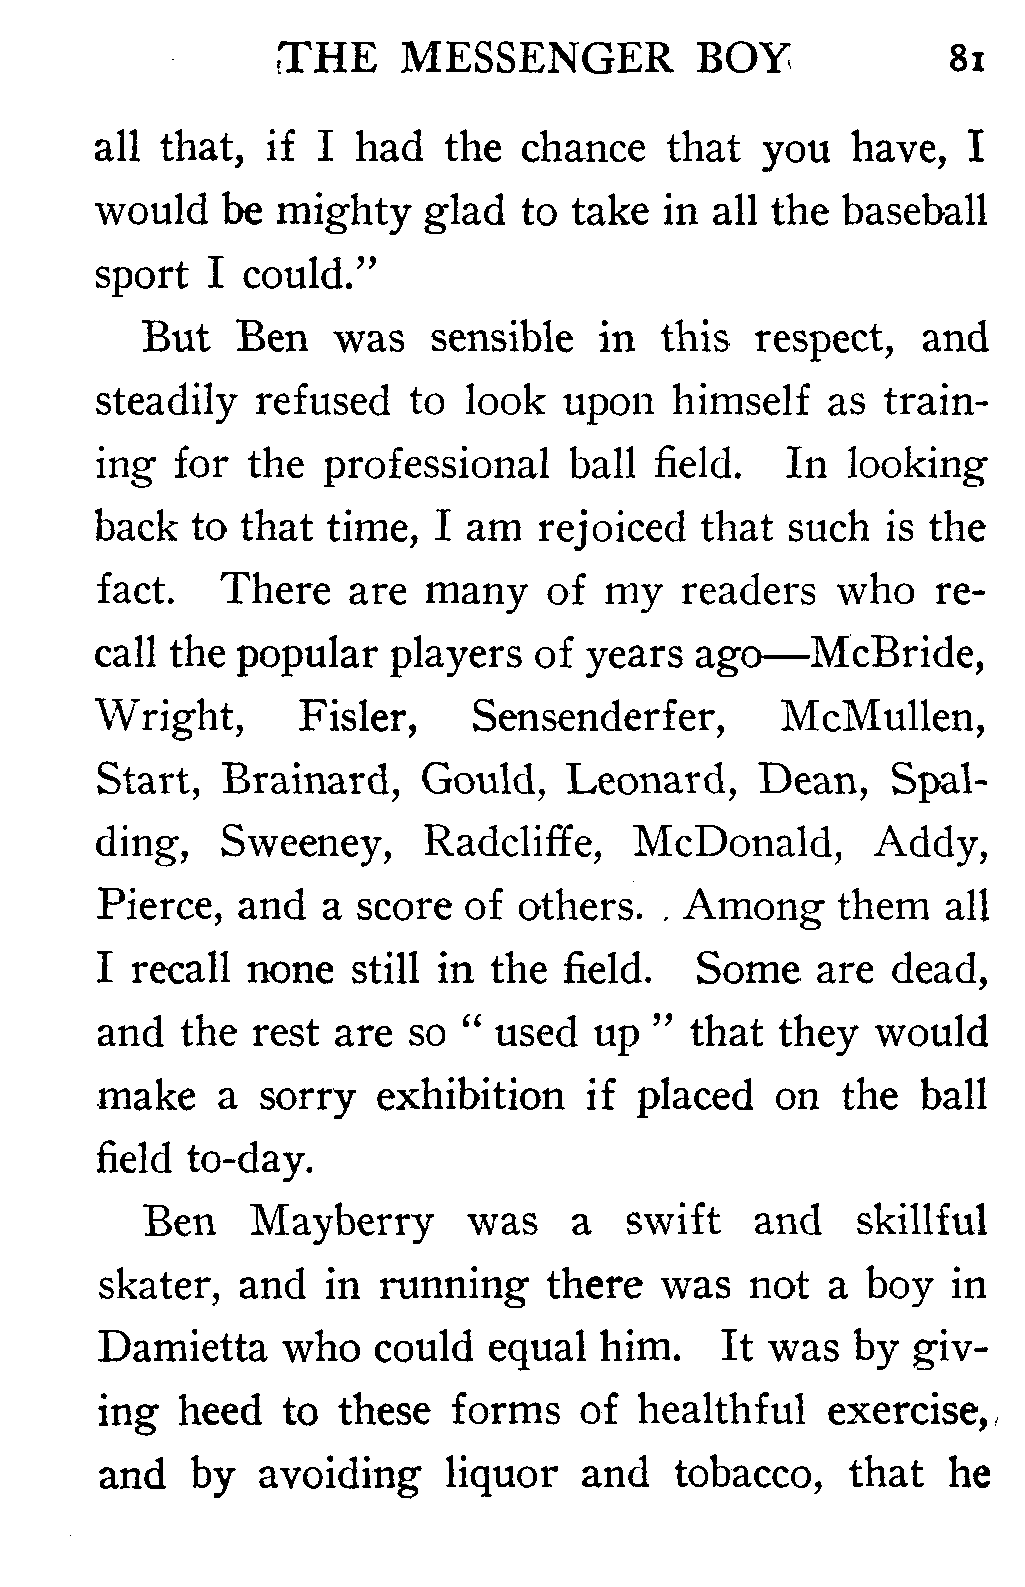 THE MESSENGER BOY 81
all that, if I had the chance that you have, I
would be mighty glad to take in all the baseball
sport I could."
But Ben was sensible in this respect, and
steadily refused to look upon himself as train-
ing for the professional ball field. In looking
back to that time, I am rejoiced that such is the
fact. There are many of my readers who re-
call the popular players of years ago—McBride,
Wright, Fisler, Sensenderfer, McMullen,
Start, Brainard, Gould, Leonard, Dean, Spal-
ding, Sweeney, Radcliffe, McDonald, Addy,
Pierce, and a score of others. Among them all
I recall none still in the field. Some are dead,
and the rest are so " used up " that they would
make a sorry exhibition if placed on the ball
field to-day.
Ben Mayberry was a swift and skillful
skater, and in running there was not a boy in
Damietta who could equal him. It was by giv-
ing heed to these forms of healthful exercise,
and by avoiding liquor and tobacco, that he